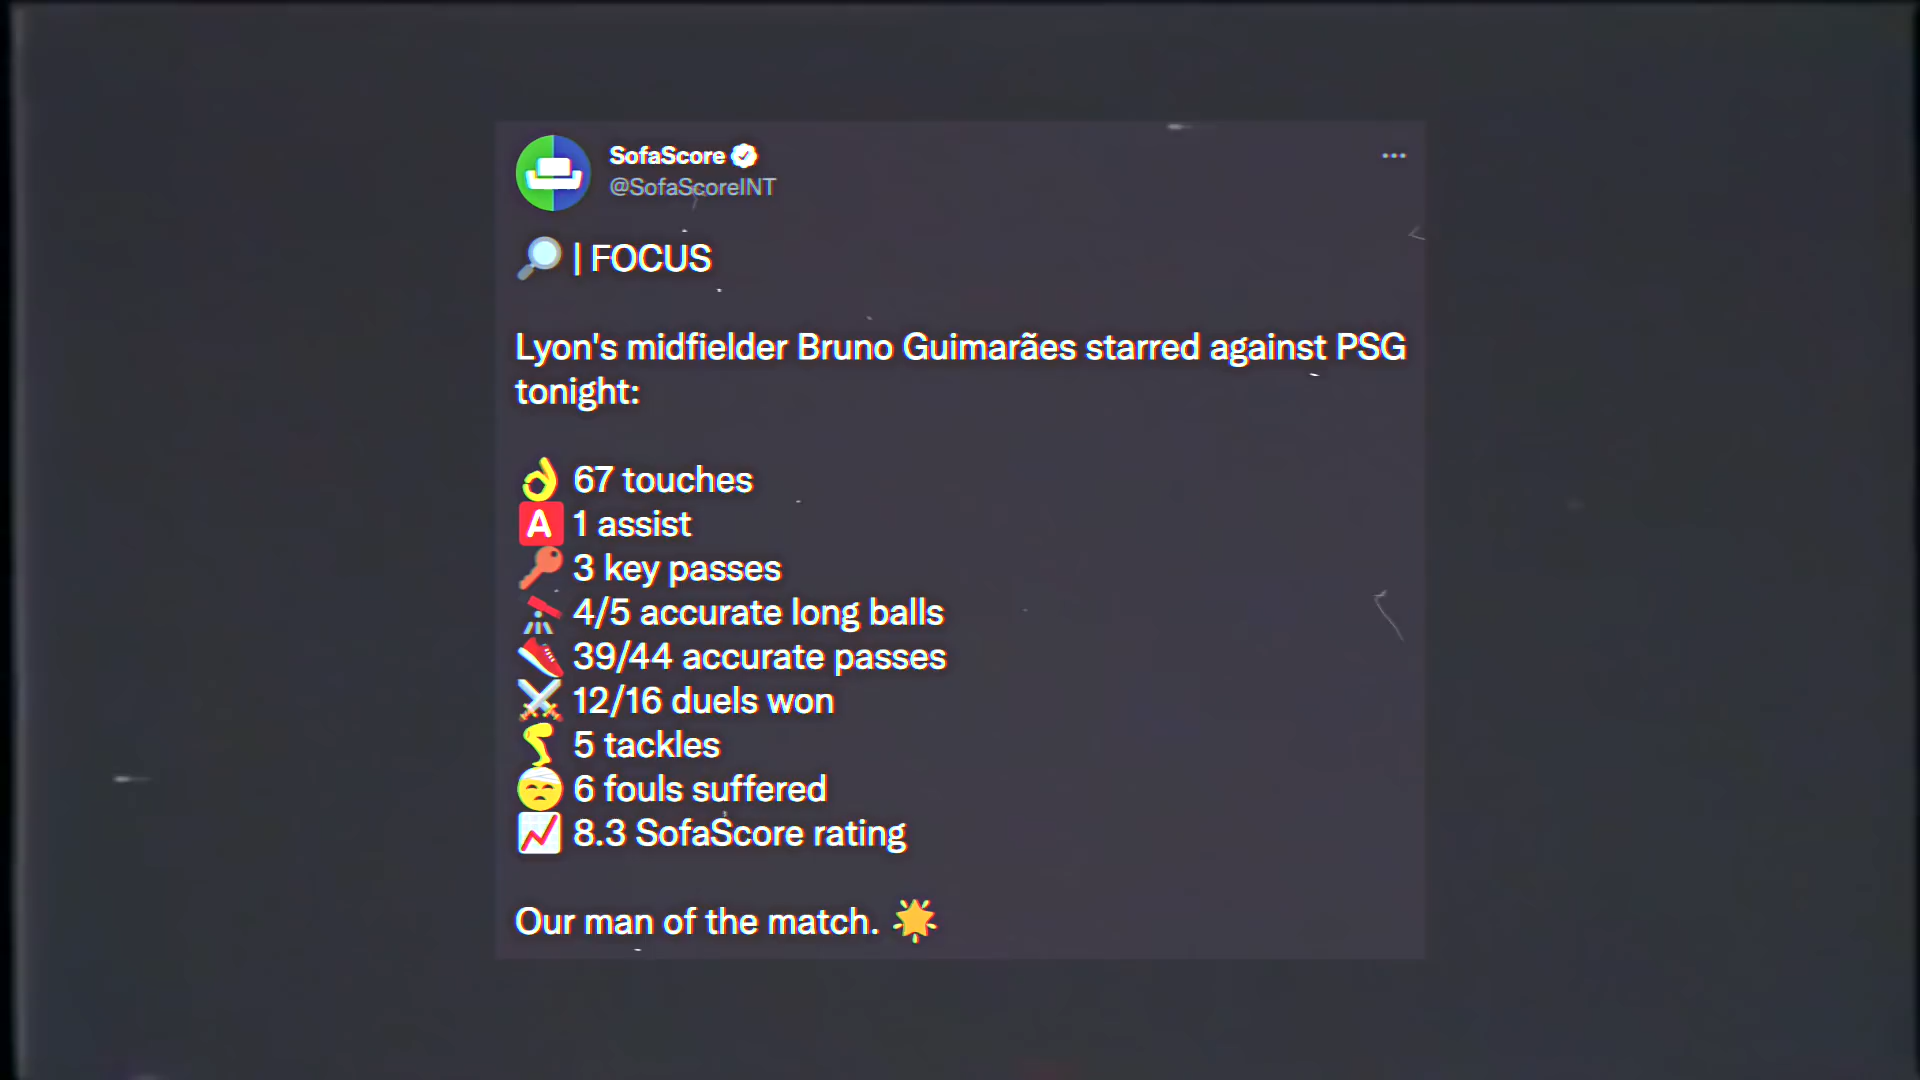 SofaScore
@SofaScoreINT
🔎 | FOCUS
Lyon's midfielder Bruno Guimarães starred against PSG
tonight:
👌 67 touches
🅰️ 1 assist
🔑 3 key passes
4/5 accurate long balls
👟 39/44 accurate passes
⚔️ 12/16 duels won
🦵 5 tackles
🤕 6 fouls suffered
📈 8.3 SofaScore rating
Our man of the match. 🌟